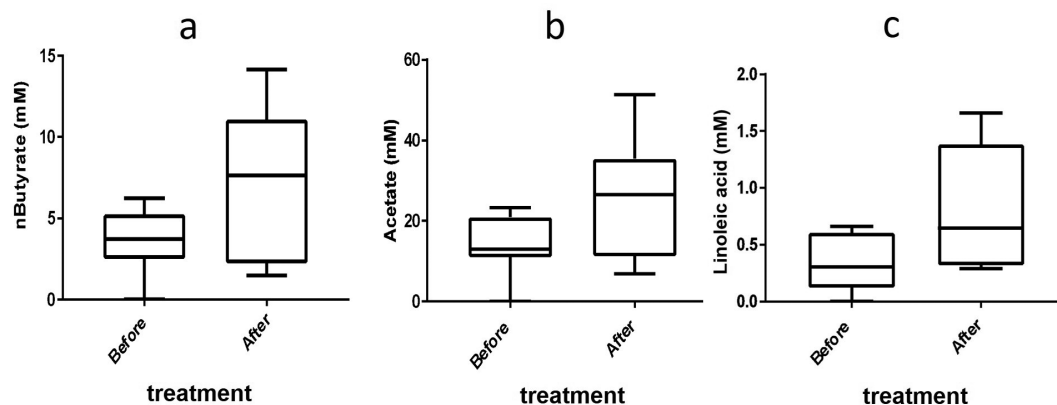 a
nButyrate (mM)
15
10
5
0
Before
After
treatment
b
Acetate (mM)
60
40
20
0
Before
After
treatment
c
Linoleic acid (mM)
2.0
1.5
1.0
0.5
0.0
Before
After
treatment